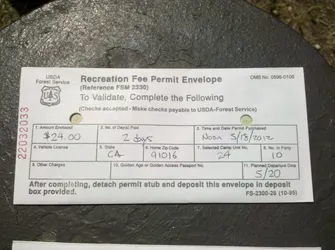 USDA
Forest Service
Recreation Fee Permit Envelope
(Reference FSM 2330)
OMB No. 0596-0106
To Validate, Complete the Following
(Checks accepted - Make checks payable to USDA-Forest Service)
22032033
1. Amount Enclosed
$24.00
2. No. of Days Paid
2 days
3. Time and Date Permit Purchased
Noon 5/18/2012
4. Vehicle License
5. State
CA
6. Home Zip Code
91016
7. Selected Camp Unit No.
24
8. No. in Party
10
9. Other Charges
10. Golden Age or Golden Access Passport No.
11. Planned Departure Date
5/20
After completing, detach permit stub and deposit this envelope in deposit
box provided.
FS-2300-26 (10-95)